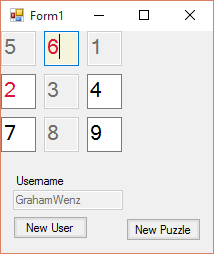 Form1
5 6 1
2 3 4
7 8 9
Username
GrahamWenz
New User New Puzzle